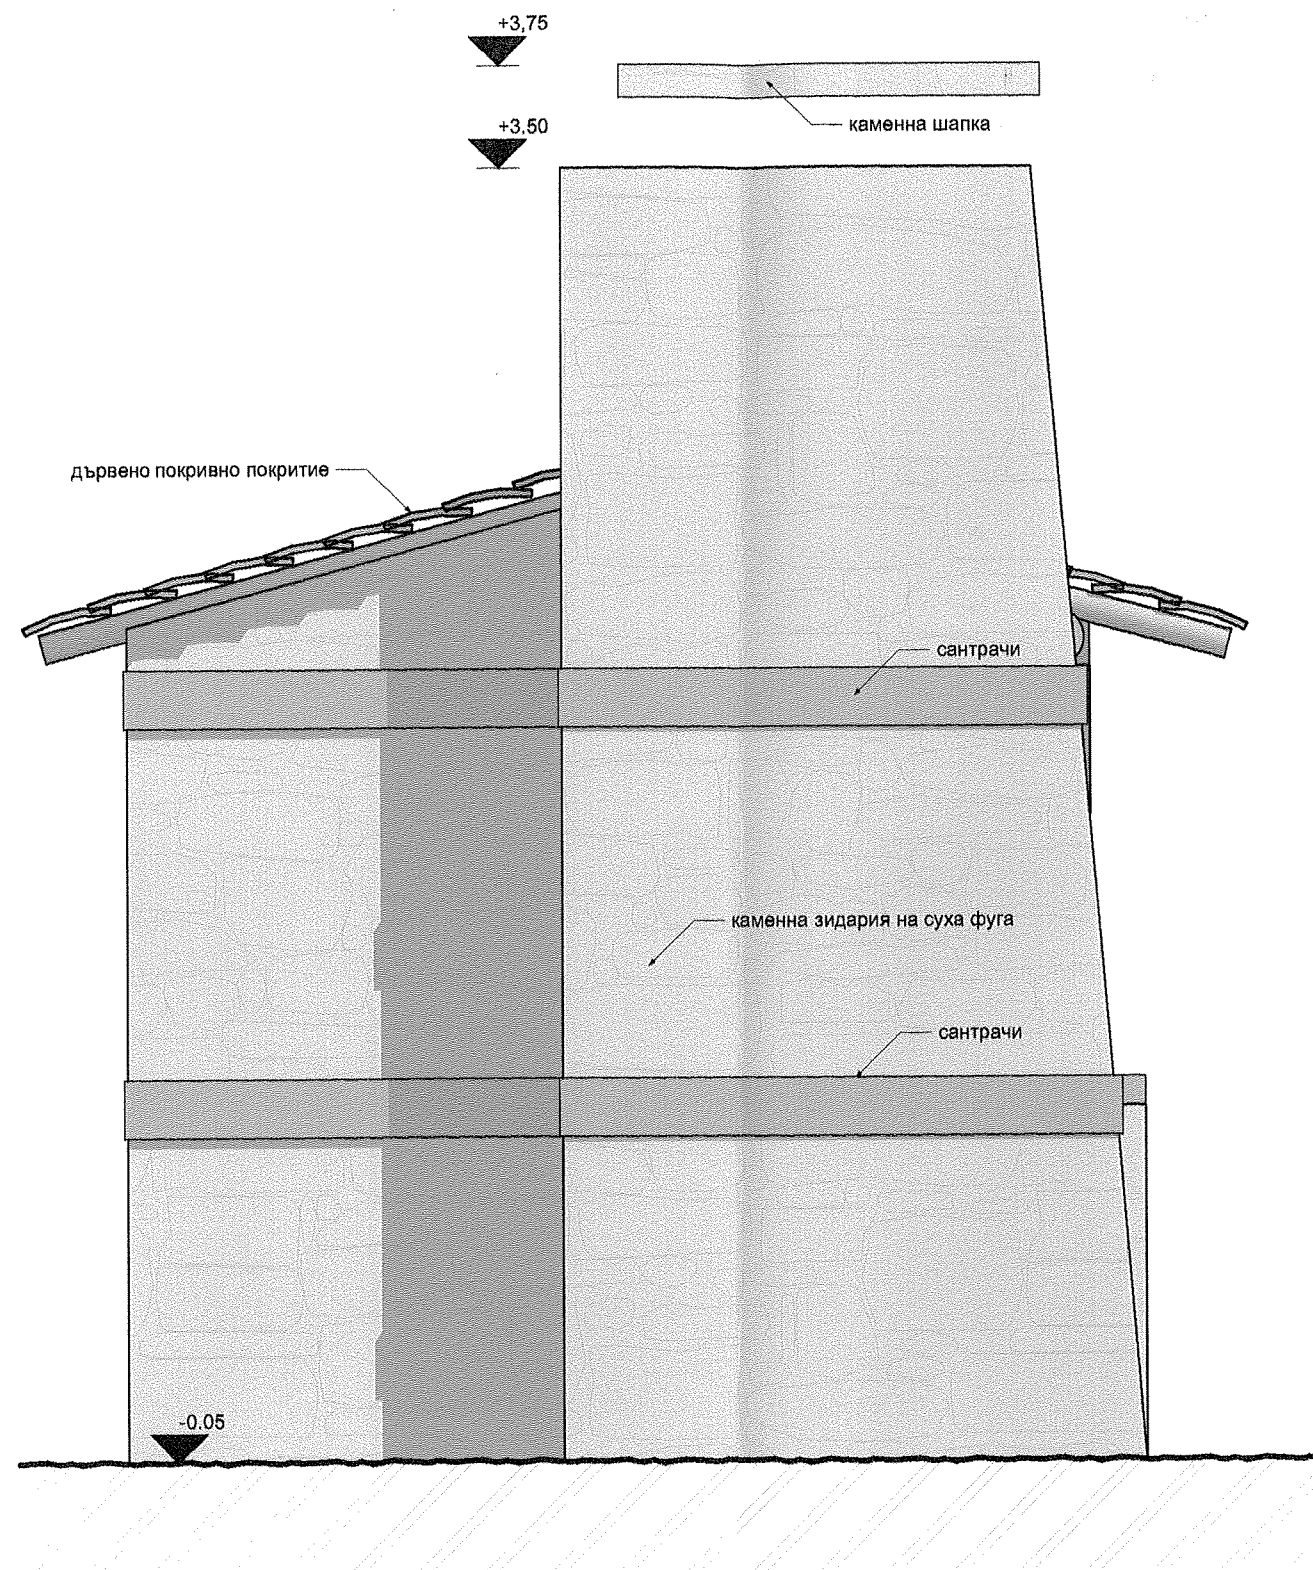 +3,75
каменна шапка
+3,50
дървено покривно покритие
сантрачи
каменна зидария на суха фуга
сантрачи
-0.05